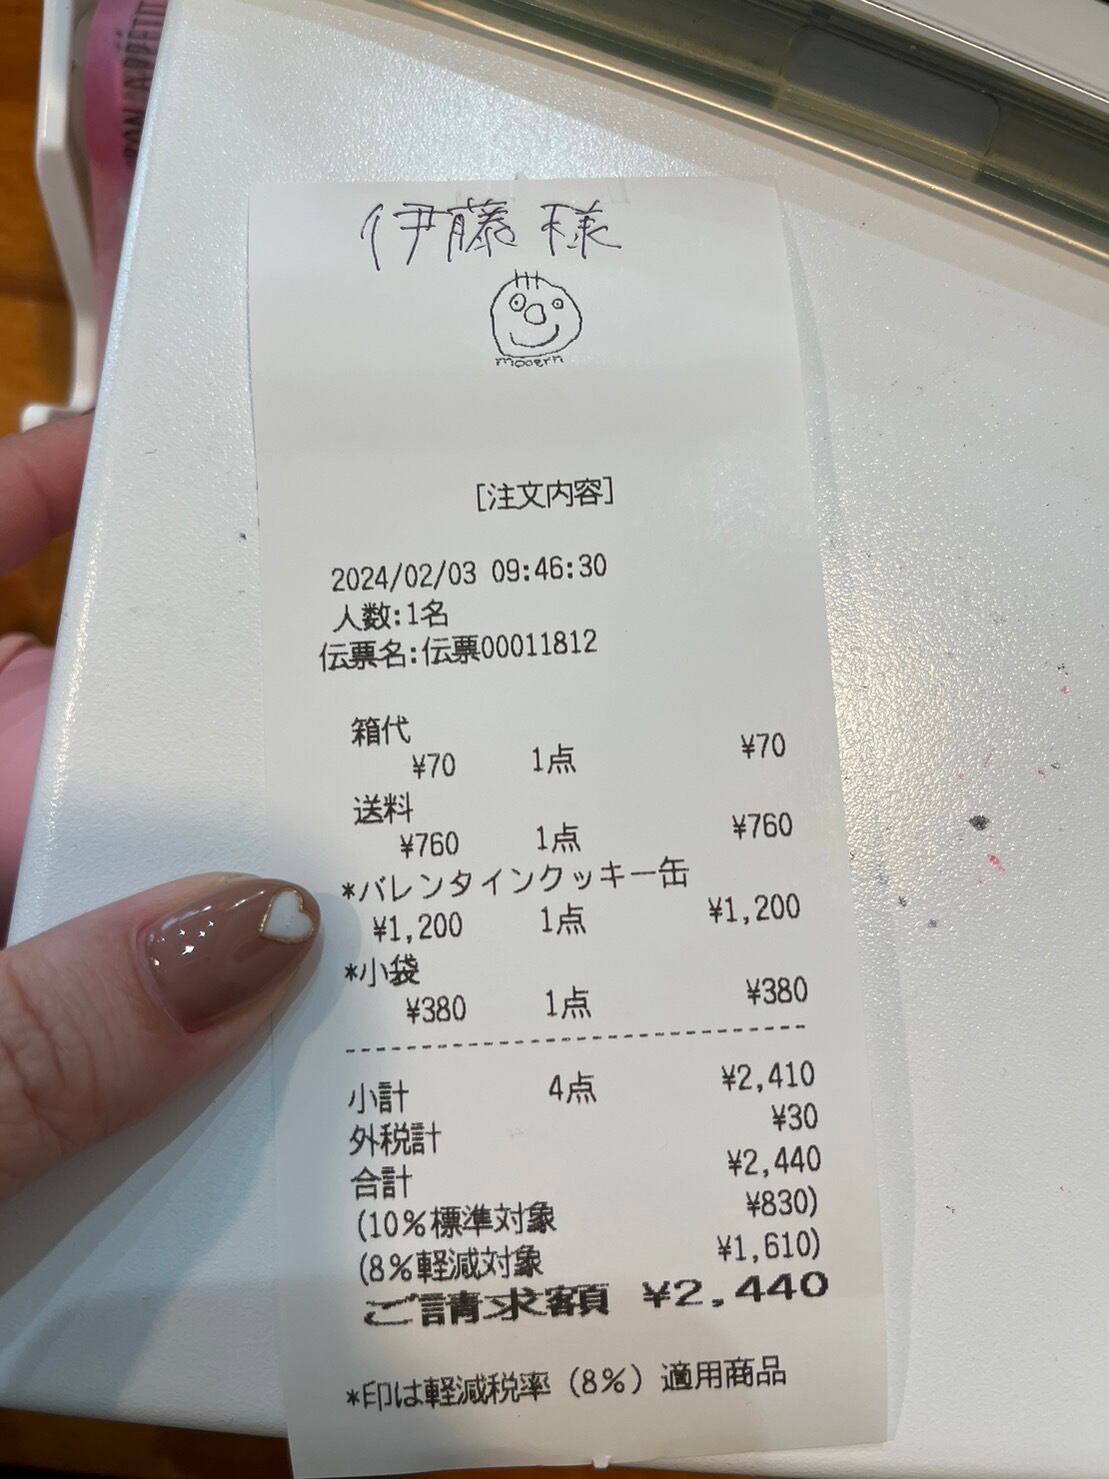 BON APPÉTIT
伊藤 様
modern
[注文内容]
2024/02/03 09:46:30
人数:1名
伝票名:伝票00011812
箱代
¥70 1点 ¥70
送料
¥760 1点 ¥760
*バレンタインクッキー缶
¥1,200 1点 ¥1,200
*小袋
¥380 1点 ¥380
小計 4点 ¥2,410
外税計 ¥30
合計 ¥2,440
(10%標準対象 ¥830)
(8%軽減対象 ¥1,610)
ご請求額 ¥2,440
*印は軽減税率(8%)適用商品